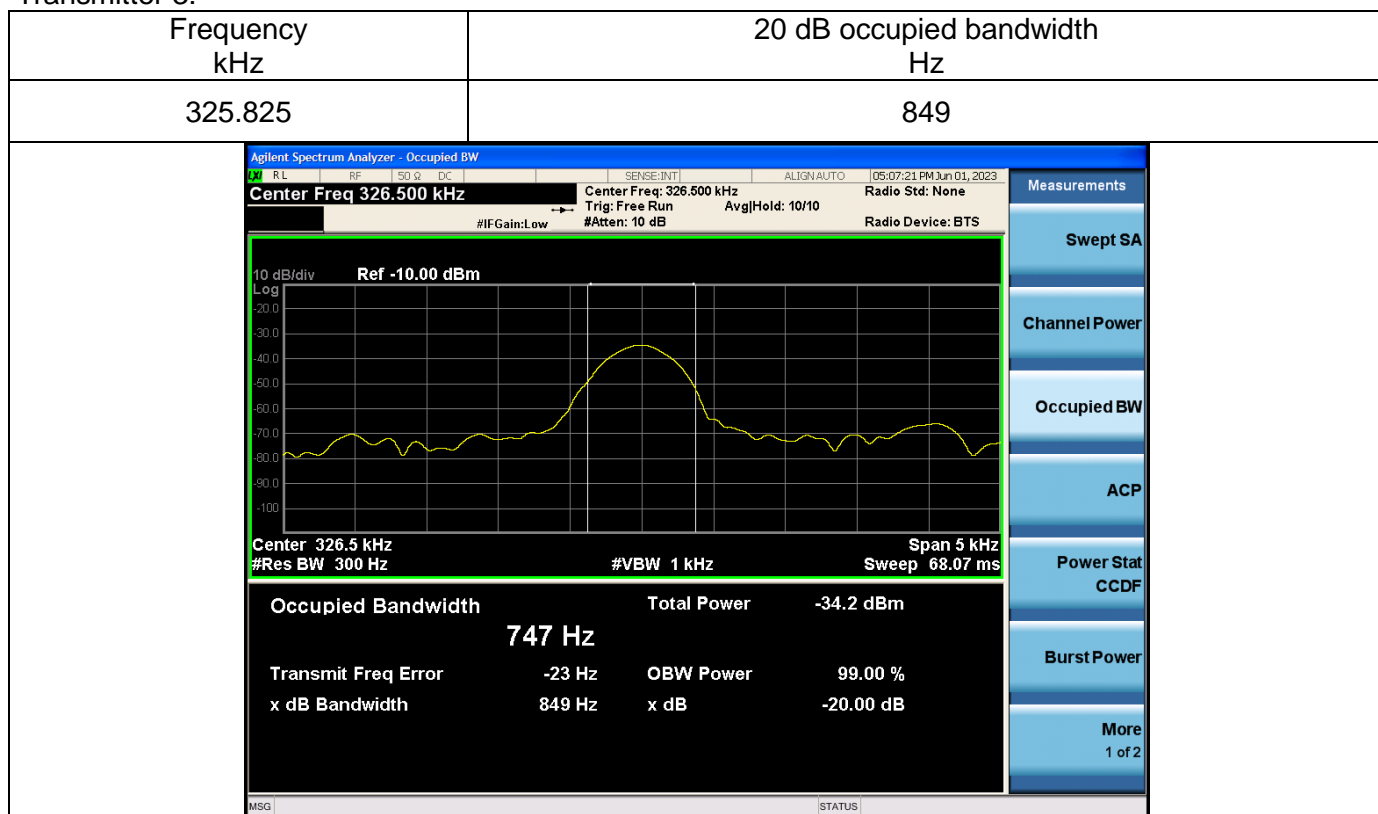 Frequency
kHz
20 dB occupied bandwidth
Hz
325.825
849
Agilent Spectrum Analyzer - Occupied BW
LXI RL RF 50 Ω DC SENSE:INT ALIGN AUTO 05:07:21 PM Jun 01, 2023
Center Freq 326.500 kHz
Center Freq: 326.500 kHz
Radio Std: None
Trig: Free Run Avg|Hold: 10/10
#IFGain:Low #Atten: 10 dB Radio Device: BTS
10 dB/div Ref -10.00 dBm
Log
-20.0
-30.0
-40.0
-50.0
-60.0
-70.0
-80.0
-90.0
-100
Center 326.5 kHz Span 5 kHz
#Res BW 300 Hz #VBW 1 kHz Sweep 68.07 ms
Occupied Bandwidth Total Power -34.2 dBm
747 Hz
Transmit Freq Error -23 Hz OBW Power 99.00 %
x dB Bandwidth 849 Hz x dB -20.00 dB
MSG STATUS
Measurements
Swept SA
Channel Power
Occupied BW
ACP
Power Stat
CCDF
Burst Power
More
1 of 2